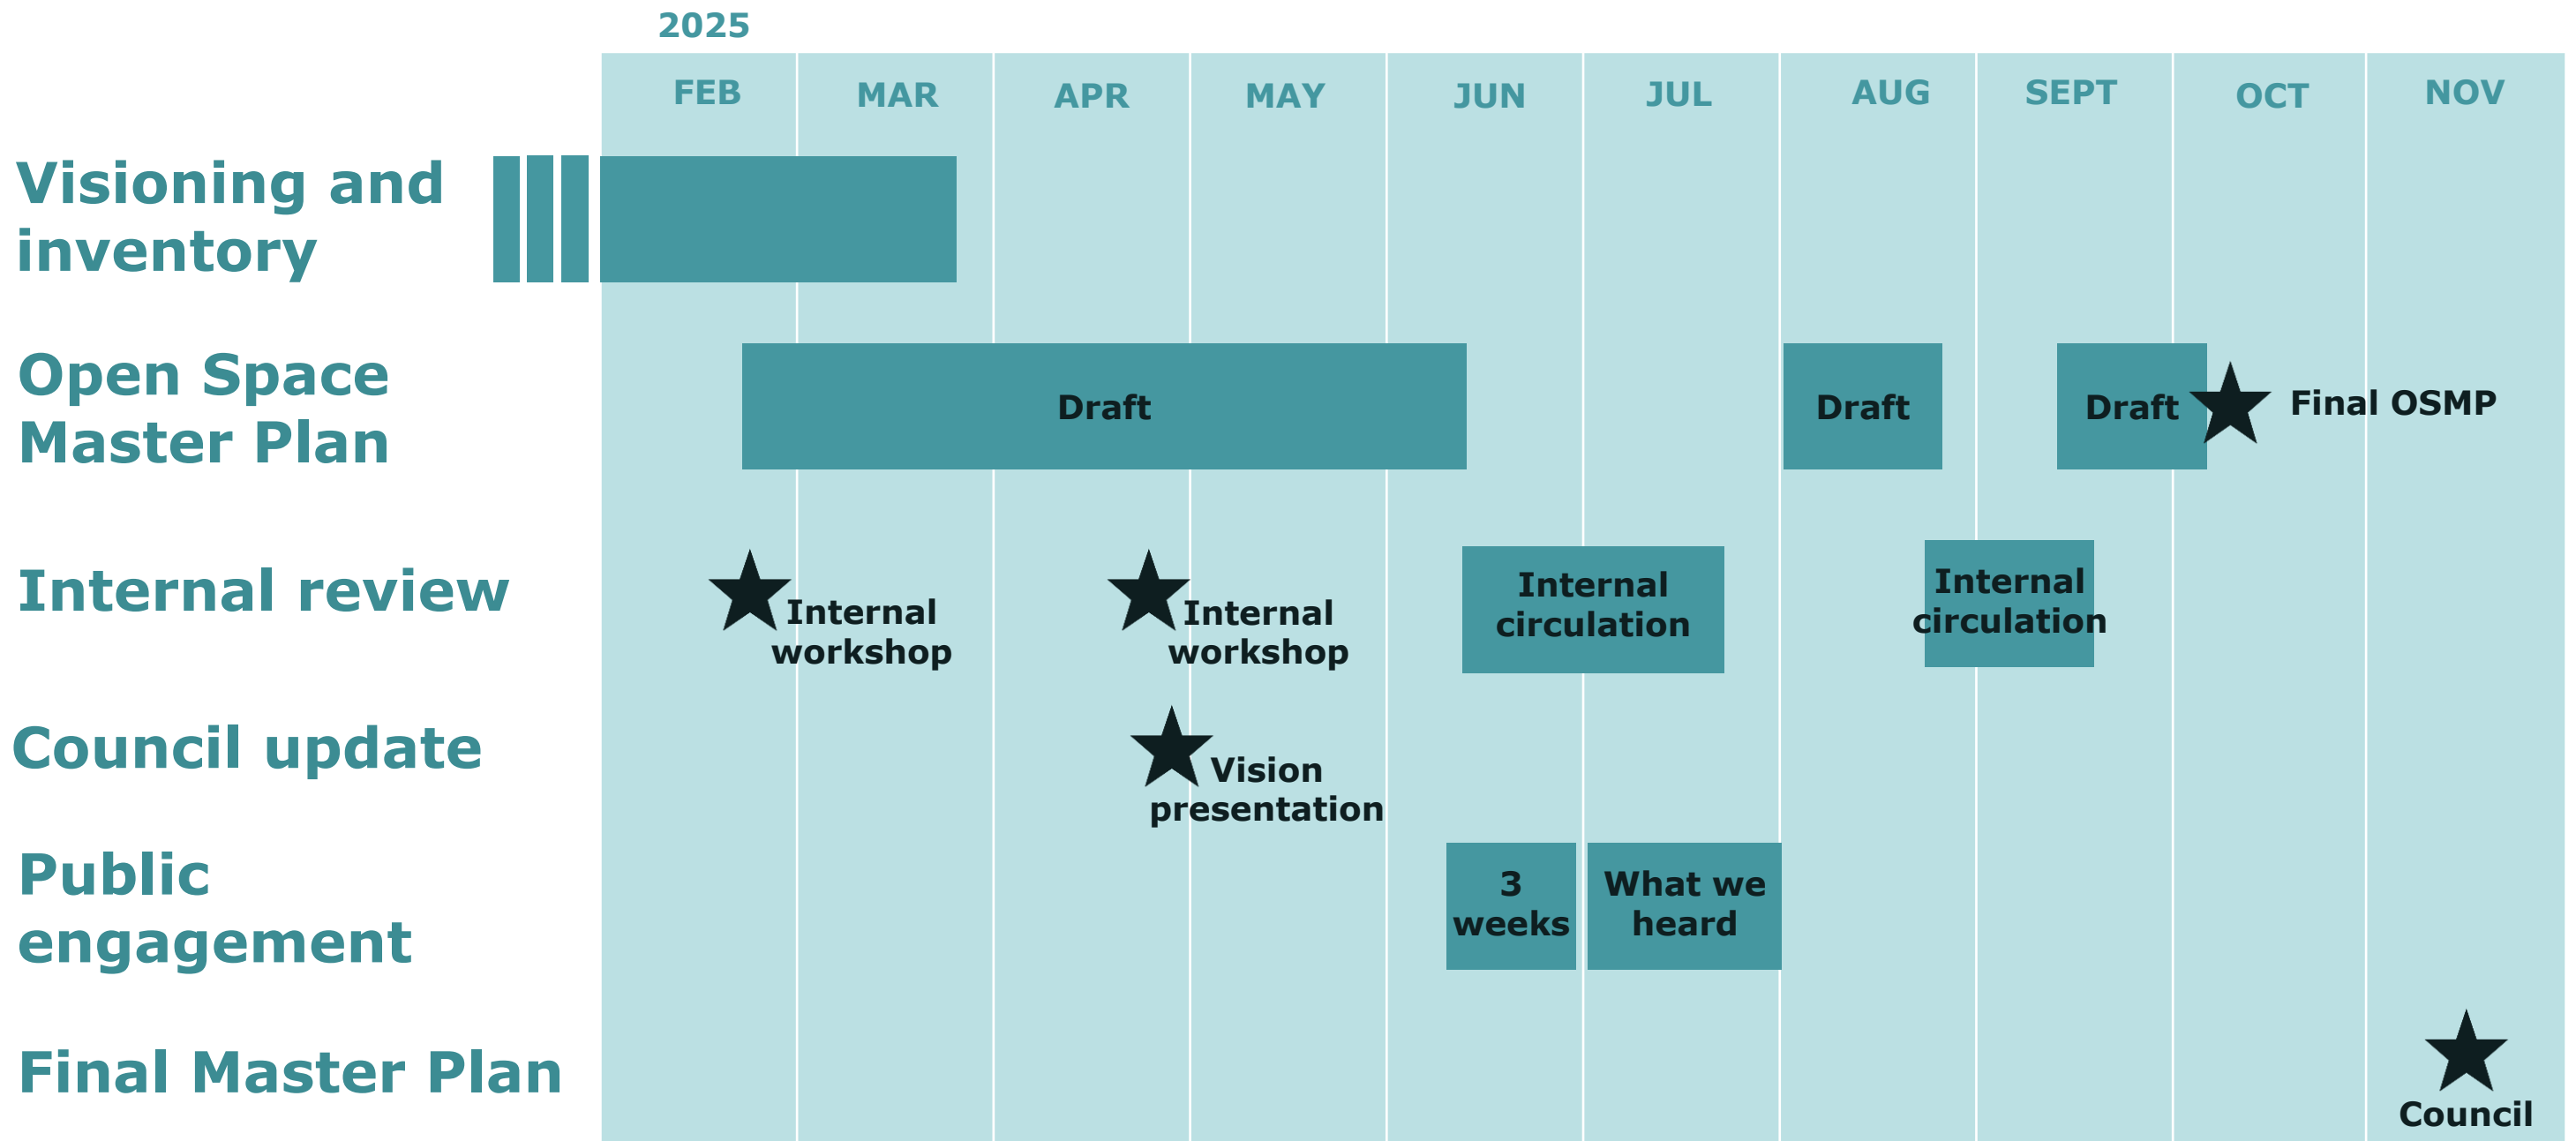 2025
FEB
MAR
APR
MAY
JUN
JUL
AUG
SEPT
OCT
NOV
Visioning and
inventory
Open Space
Master Plan
Draft
Draft
Draft
Final OSMP
Internal review
Internal
workshop
Internal
workshop
Internal
circulation
Internal
circulation
Council update
Vision
presentation
Public
engagement
3
weeks
What we
heard
Final Master Plan
Council